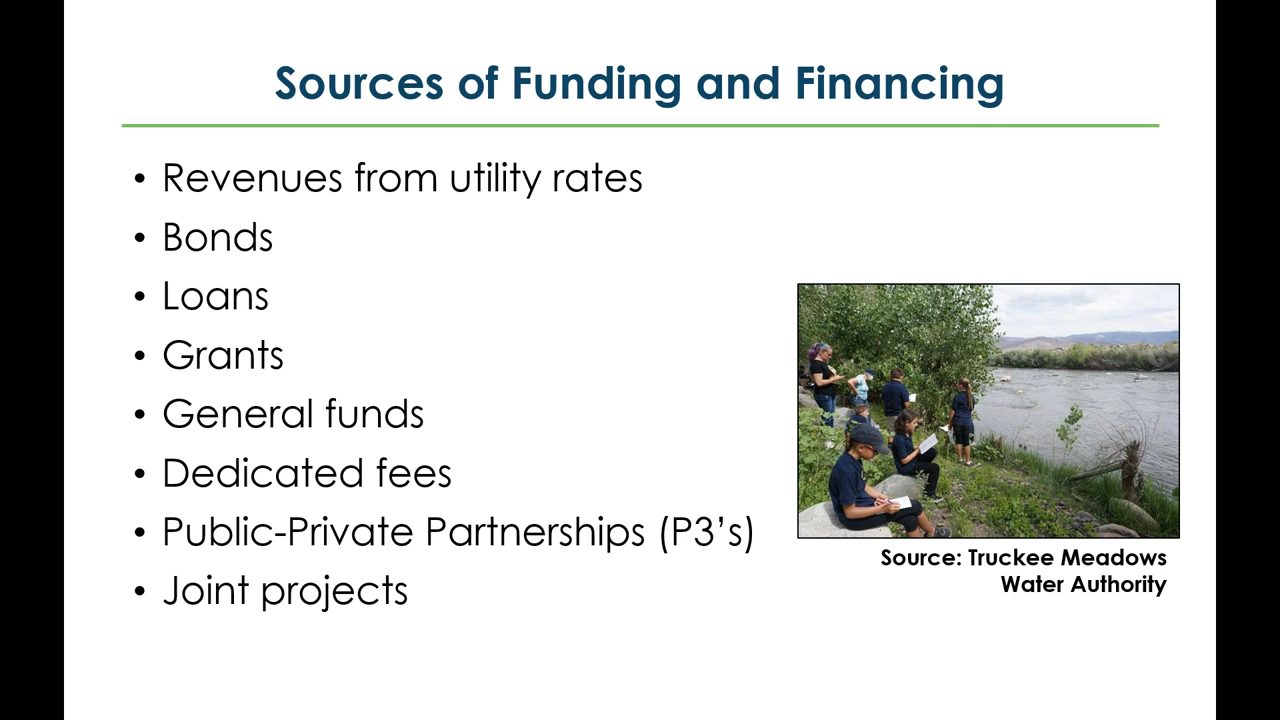 Sources of Funding and Financing
• Revenues from utility rates
• Bonds
• Loans
• Grants
• General funds
• Dedicated fees
• Public-Private Partnerships (P3’s)
• Joint projects
Source: Truckee Meadows
Water Authority